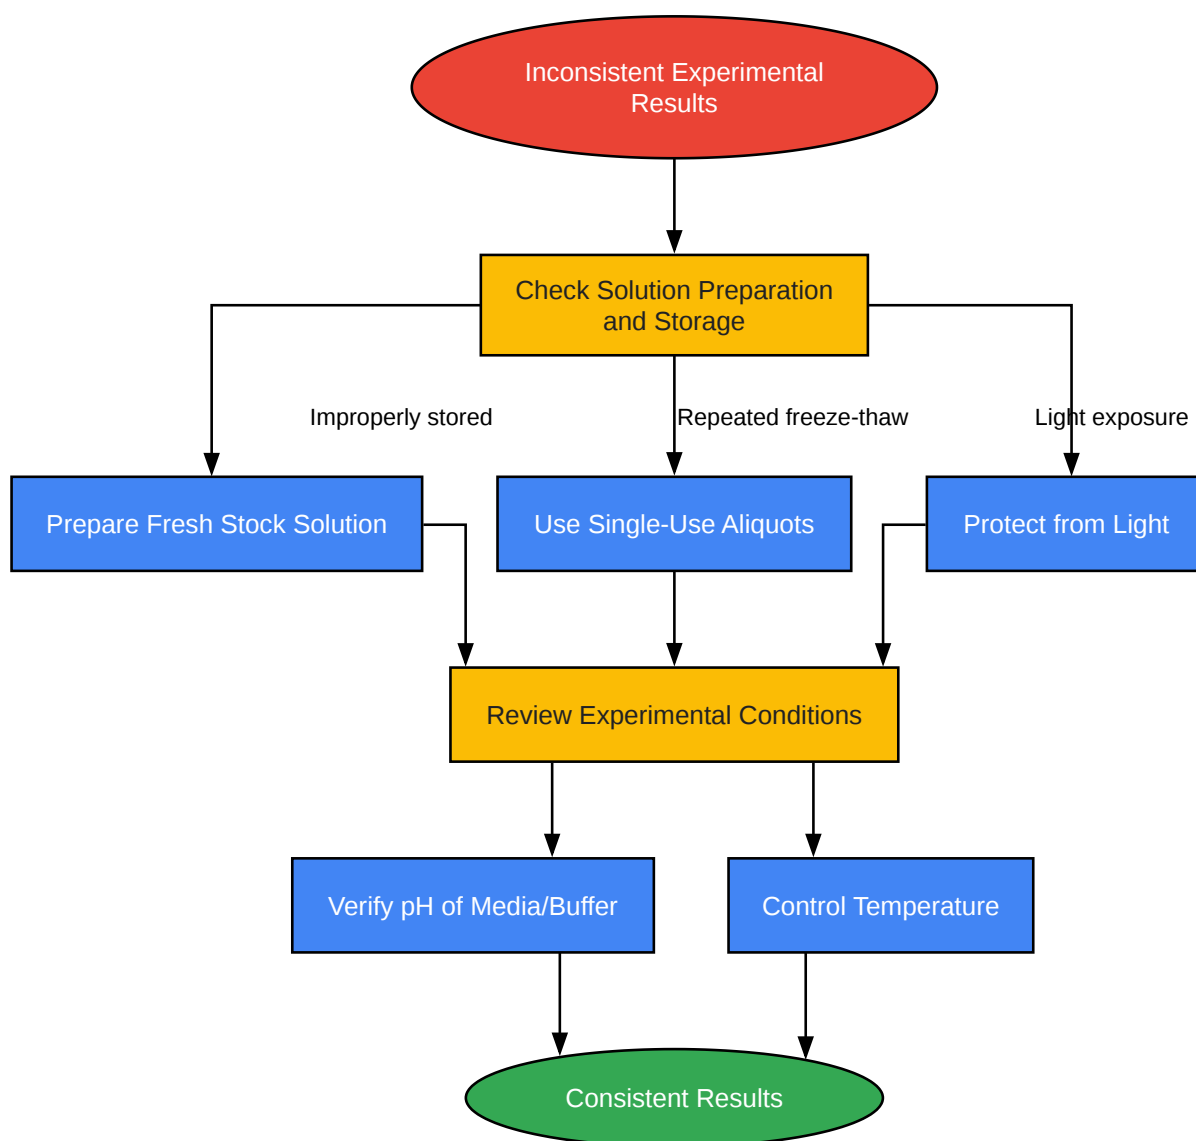 Inconsistent Experimental
Results
Check Solution Preparation
and Storage
Improperly stored
Repeated freeze-thaw
Light exposure
Prepare Fresh Stock Solution
Use Single-Use Aliquots
Protect from Light
Review Experimental Conditions
Verify pH of Media/Buffer
Control Temperature
Consistent Results